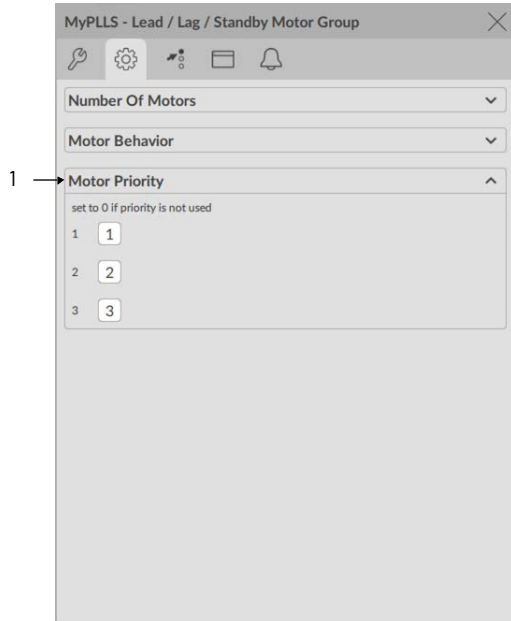 MyPLLS - Lead / Lag / Standby Motor Group
Number Of Motors
Motor Behavior
1
Motor Priority
set to 0 if priority is not used
1 1
2 2
3 3